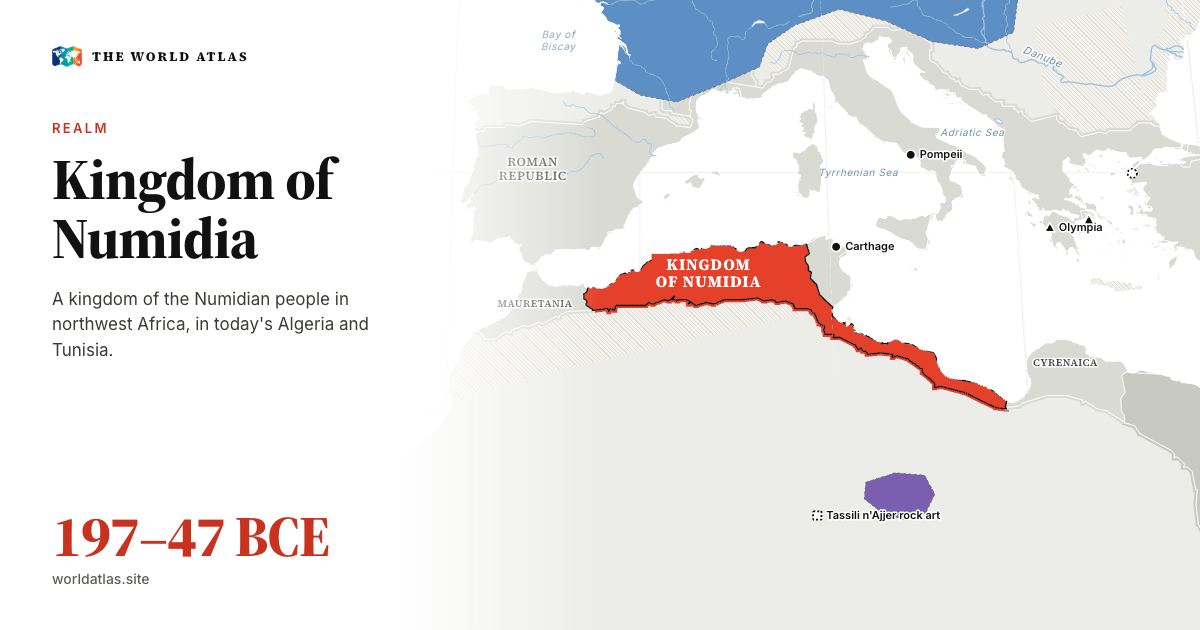 THE WORLD ATLAS
REALM
Kingdom of
Numidia
A kingdom of the Numidian people in
northwest Africa, in today's Algeria and
Tunisia.
197–47 BCE
worldatlas.site
Bay of
Biscay
Danube
Adriatic Sea
Pompeii
ROMAN
REPUBLIC
Tyrrhenian Sea
Olympia
Carthage
KINGDOM
OF NUMIDIA
MAURETANIA
CYRENAICA
Tassili n'Ajjer rock art